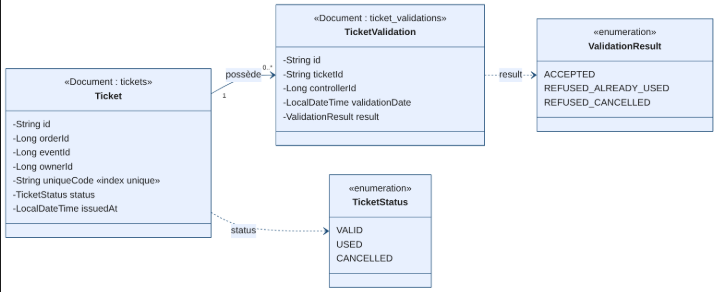 «Document : tickets»
Ticket
-String id
-Long orderId
-Long eventId
-Long ownerId
-String uniqueCode «index unique»
-TicketStatus status
-LocalDateTime issuedAt
possède
1
0..*
«Document : ticket_validations»
TicketValidation
-String id
-String ticketId
-Long controllerId
-LocalDateTime validationDate
-ValidationResult result
result
«enumeration»
ValidationResult
ACCEPTED
REFUSED_ALREADY_USED
REFUSED_CANCELLED
status
«enumeration»
TicketStatus
VALID
USED
CANCELLED